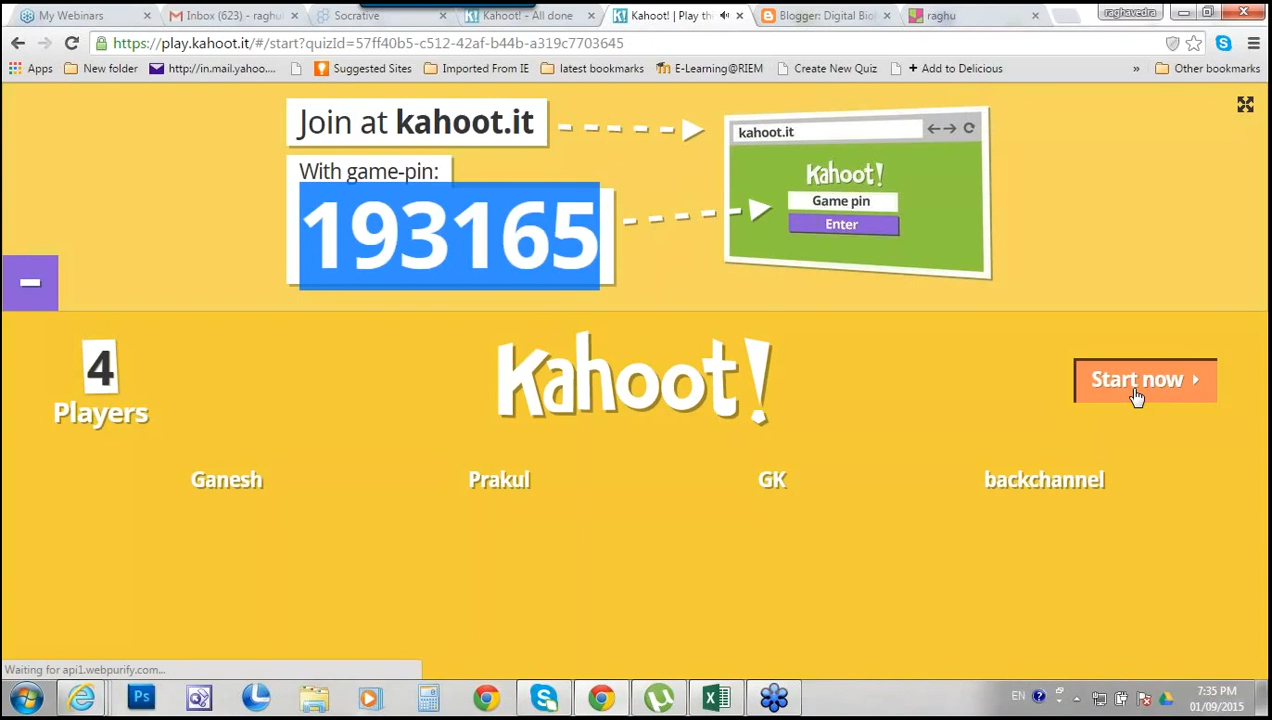 My Webinars
Inbox (623) - raghu
Socrative
Kahoot! - All done
Kahoot! | Play th
Blogger: Digital Bio
raghu
raghavedra
https://play.kahoot.it/#/start?quizId=57ff40b5-c512-42af-b44b-a319c7703645
Apps
New folder
http://in.mail.yahoo....
Suggested Sites
Imported From IE
latest bookmarks
E-Learning@RIEM
Create New Quiz
+ Add to Delicious
»
Other bookmarks
Join at kahoot.it
With game-pin:
193165
kahoot.it
Kahoot!
Game pin
Enter
4
Players
Kahoot!
Start now
Ganesh
Prakul
GK
backchannel
Waiting for api1.webpurify.com...
Ps
EN
7:35 PM
01/09/2015